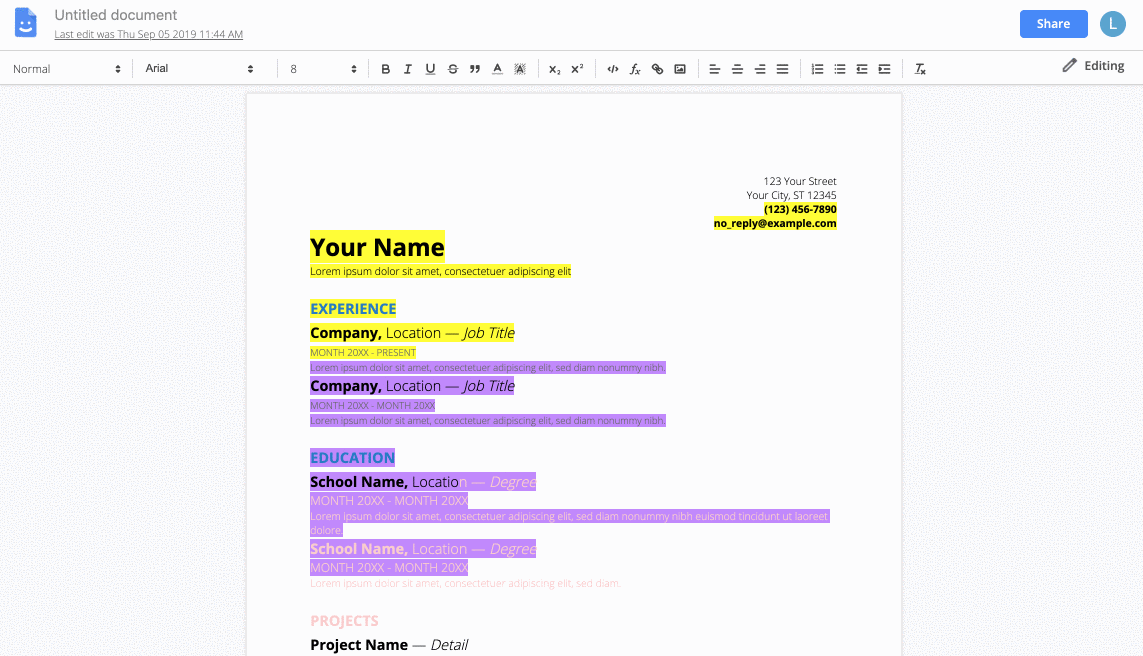 Untitled document
Last edit was Thu Sep 05 2019 11:44 AM
Share
L
Normal
Arial
8
B I U S
Editing
123 Your Street
Your City, ST 12345
(123) 456-7890
no_reply@example.com
Your Name
Lorem ipsum dolor sit amet, consectetuer adipiscing elit
EXPERIENCE
Company, Location — Job Title
MONTH 20XX - PRESENT
Lorem ipsum dolor sit amet, consectetuer adipiscing elit, sed diam nonummy nibh.
Company, Location — Job Title
MONTH 20XX - MONTH 20XX
Lorem ipsum dolor sit amet, consectetuer adipiscing elit, sed diam nonummy nibh.
EDUCATION
School Name, Location — Degree
MONTH 20XX - MONTH 20XX
Lorem ipsum dolor sit amet, consectetuer adipiscing elit, sed diam nonummy nibh euismod tincidunt ut laoreet
dolore.
School Name, Location — Degree
MONTH 20XX - MONTH 20XX
Lorem ipsum dolor sit amet, consectetuer adipiscing elit, sed diam.
PROJECTS
Project Name — Detail